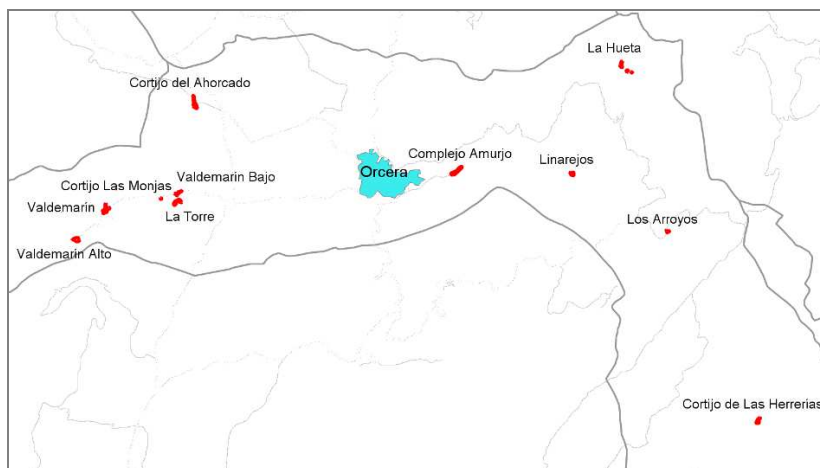 La Hueta
Cortijo del Ahorcado
Complejo Amurjo
Linarejos
Orcera
Valdemarin Bajo
Cortijo Las Monjas
Valdemarín
La Torre
Los Arroyos
Valdemarin Alto
Cortijo de Las Herrerias